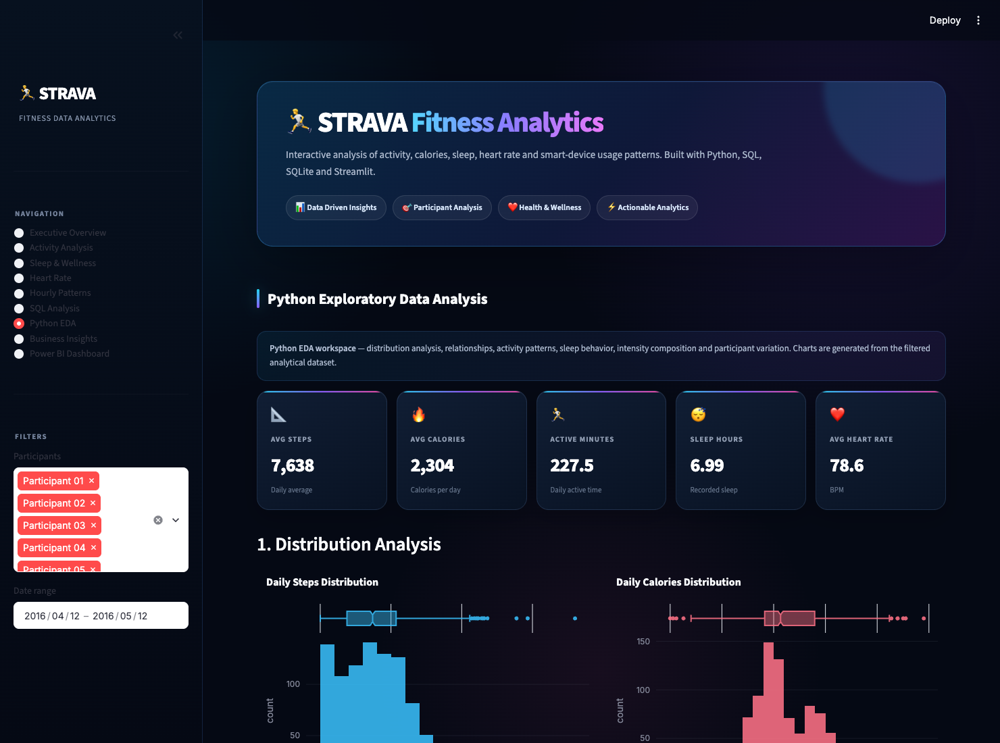 Deploy
STRAVA
FITNESS DATA ANALYTICS
NAVIGATION
Executive Overview
Activity Analysis
Sleep & Wellness
Heart Rate
Hourly Patterns
SQL Analysis
Python EDA
Business Insights
Power BI Dashboard
FILTERS
Participants
Participant 01 ×
Participant 02 ×
Participant 03 ×
Participant 04 ×
Participant 05 ×
Date range
2016/04/12 – 2016/05/12
STRAVA Fitness Analytics
Interactive analysis of activity, calories, sleep, heart rate and smart-device usage patterns. Built with Python, SQL,
SQLite and Streamlit.
Data Driven Insights
Participant Analysis
Health & Wellness
Actionable Analytics
Python Exploratory Data Analysis
Python EDA workspace — distribution analysis, relationships, activity patterns, sleep behavior, intensity composition and participant variation. Charts are generated from the filtered
analytical dataset.
AVG STEPS
7,638
Daily average
AVG CALORIES
2,304
Calories per day
ACTIVE MINUTES
227.5
Daily active time
SLEEP HOURS
6.99
Recorded sleep
AVG HEART RATE
78.6
BPM
1. Distribution Analysis
Daily Steps Distribution
100
50
count
Daily Calories Distribution
150
100
50
count